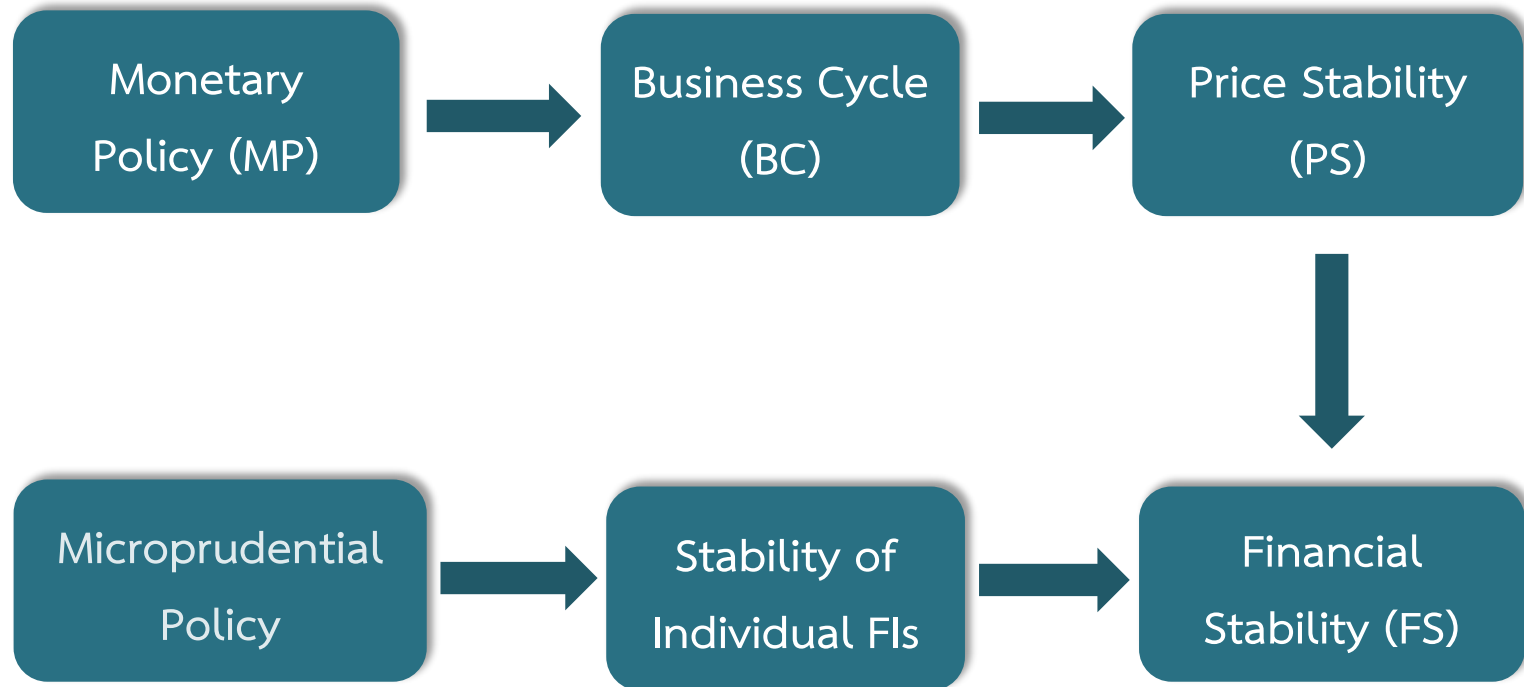 Monetary
Policy (MP)
Business Cycle
(BC)
Price Stability
(PS)
Microprudential
Policy
Stability of
Individual FIs
Financial
Stability (FS)